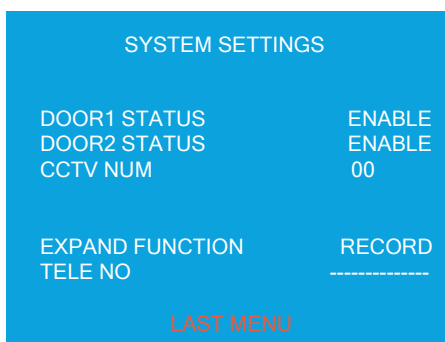 SYSTEM SETTINGS
DOOR1 STATUS ENABLE
DOOR2 STATUS ENABLE
CCTV NUM 00
EXPAND FUNCTION RECORD
TELE NO --------------
LAST MENU